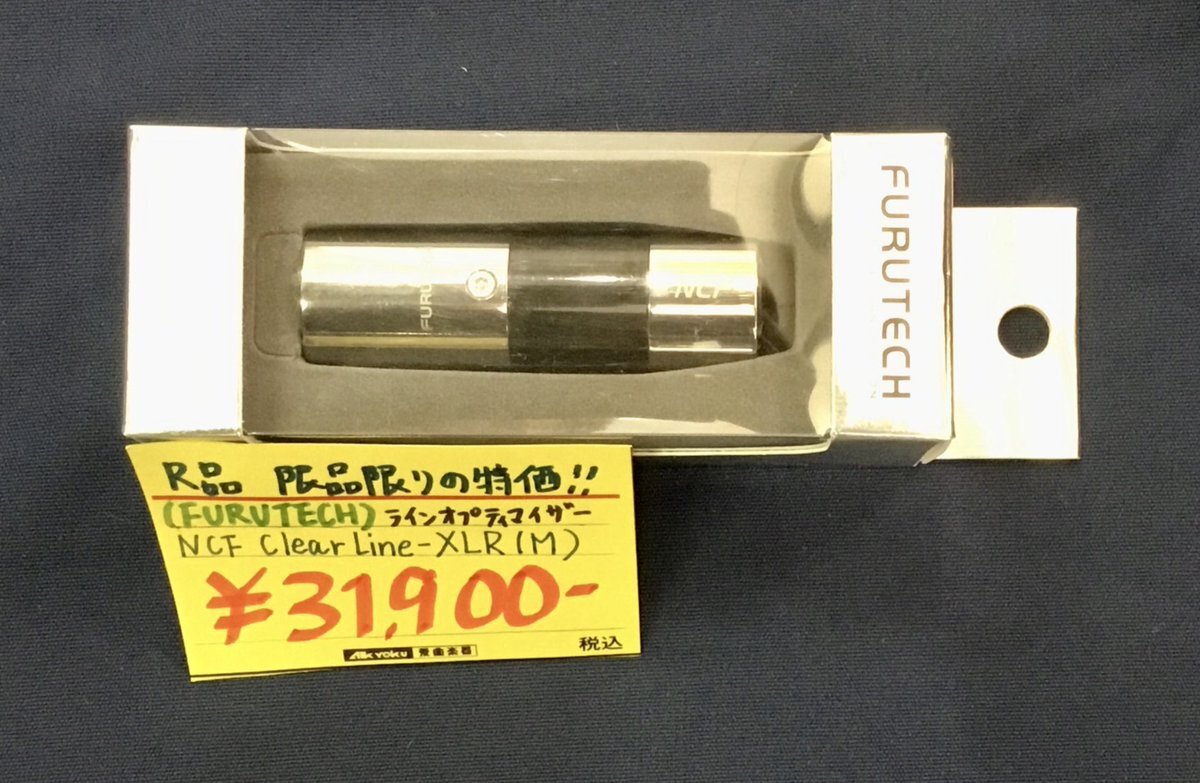 FURUTECH
NCF
R品 限品限りの特価!!
(FURUTECH) ラインオプティマイザー
NCF Clear Line-XLR(M)
¥31,900-
税込